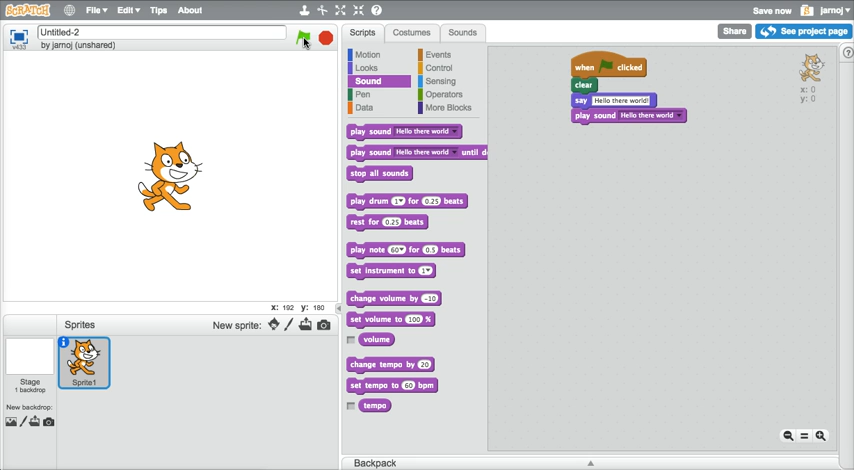 SCRATCH File Edit Tips About Save now jarnoj
v433
Untitled-2
by jarnoj (unshared)
Scripts Costumes Sounds
Share See project page
Motion Events
Looks Control
Sound Sensing
Pen Operators
Data More Blocks
play sound Hello there world
play sound Hello there world until d
stop all sounds
play drum 1 for 0.25 beats
rest for 0.25 beats
play note 60 for 0.5 beats
set instrument to 1
change volume by -10
set volume to 100 %
volume
change tempo by 20
set tempo to 60 bpm
tempo
when clicked
clear
say Hello there world!
play sound Hello there world
x: 0
y: 0
x: 192 y: 180
Sprites New sprite:
Stage
1 backdrop
New backdrop:
Sprite1
Backpack